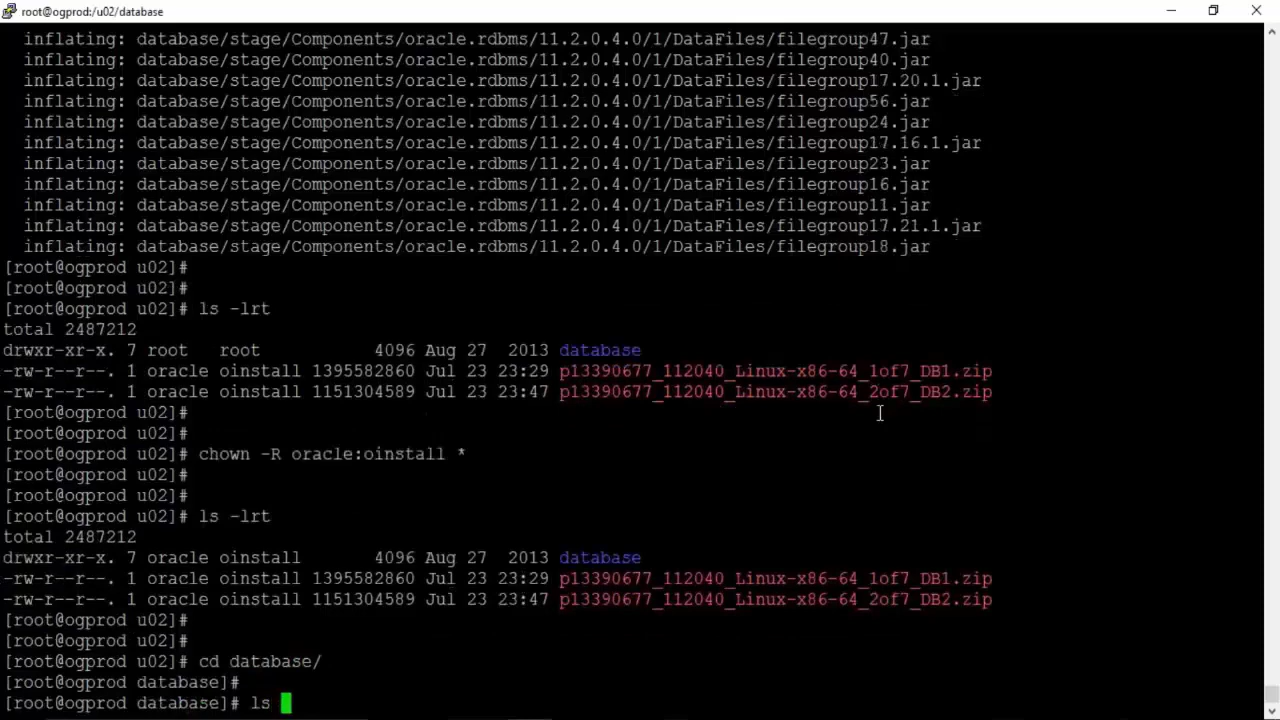 root@ogprod:/u02/database
inflating: database/stage/Components/oracle.rdbms/11.2.0.4.0/1/DataFiles/filegroup47.jar
inflating: database/stage/Components/oracle.rdbms/11.2.0.4.0/1/DataFiles/filegroup40.jar
inflating: database/stage/Components/oracle.rdbms/11.2.0.4.0/1/DataFiles/filegroup17.20.1.jar
inflating: database/stage/Components/oracle.rdbms/11.2.0.4.0/1/DataFiles/filegroup56.jar
inflating: database/stage/Components/oracle.rdbms/11.2.0.4.0/1/DataFiles/filegroup24.jar
inflating: database/stage/Components/oracle.rdbms/11.2.0.4.0/1/DataFiles/filegroup17.16.1.jar
inflating: database/stage/Components/oracle.rdbms/11.2.0.4.0/1/DataFiles/filegroup23.jar
inflating: database/stage/Components/oracle.rdbms/11.2.0.4.0/1/DataFiles/filegroup16.jar
inflating: database/stage/Components/oracle.rdbms/11.2.0.4.0/1/DataFiles/filegroup11.jar
inflating: database/stage/Components/oracle.rdbms/11.2.0.4.0/1/DataFiles/filegroup17.21.1.jar
inflating: database/stage/Components/oracle.rdbms/11.2.0.4.0/1/DataFiles/filegroup18.jar
[root@ogprod u02]#
[root@ogprod u02]#
[root@ogprod u02]# ls -lrt
total 2487212
drwxr-xr-x. 7 root   root           4096 Aug 27  2013 database
-rw-r--r--. 1 oracle oinstall 1395582860 Jul 23 23:29 p13390677_112040_Linux-x86-64_1of7_DB1.zip
-rw-r--r--. 1 oracle oinstall 1151304589 Jul 23 23:47 p13390677_112040_Linux-x86-64_2of7_DB2.zip
[root@ogprod u02]#
[root@ogprod u02]#
[root@ogprod u02]# chown -R oracle:oinstall *
[root@ogprod u02]#
[root@ogprod u02]#
[root@ogprod u02]# ls -lrt
total 2487212
drwxr-xr-x. 7 oracle oinstall       4096 Aug 27  2013 database
-rw-r--r--. 1 oracle oinstall 1395582860 Jul 23 23:29 p13390677_112040_Linux-x86-64_1of7_DB1.zip
-rw-r--r--. 1 oracle oinstall 1151304589 Jul 23 23:47 p13390677_112040_Linux-x86-64_2of7_DB2.zip
[root@ogprod u02]#
[root@ogprod u02]#
[root@ogprod u02]# cd database/
[root@ogprod database]#
[root@ogprod database]# ls